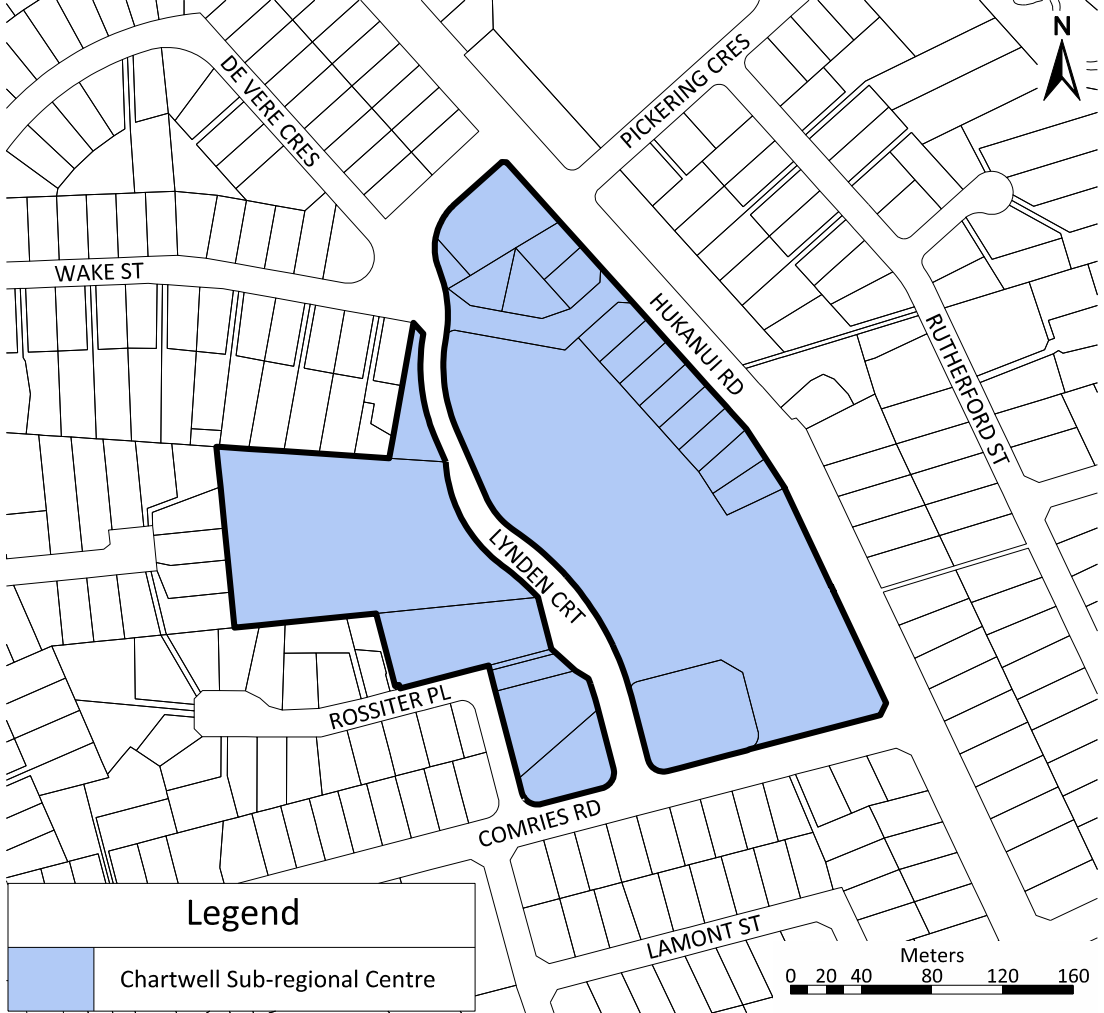 N
DE VERE CRES
PICKERING CRES
WAKE ST
HUKANUI RD
RUTHERFORD ST
LYNDEN CRT
ROSSITER PL
COMRIES RD
LAMONT ST
Legend
Chartwell Sub-regional Centre
Meters
0 20 40 80 120 160